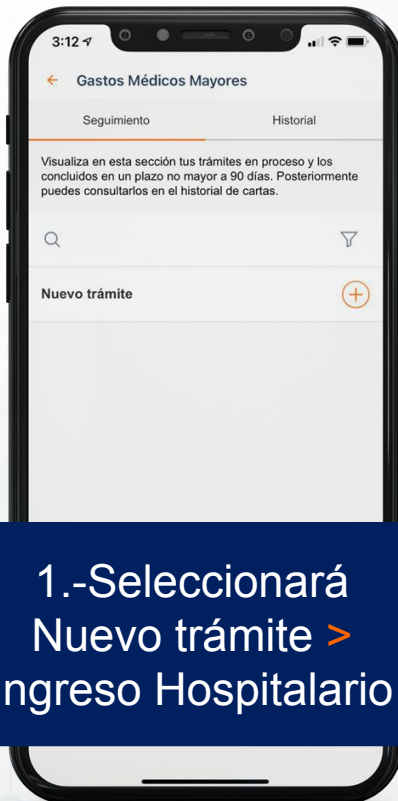 3:12
Gastos Médicos Mayores
Seguimiento Historial
Visualiza en esta sección tus trámites en proceso y los
concluidos en un plazo no mayor a 90 días. Posteriormente
puedes consultarlos en el historial de cartas.
Nuevo trámite
1.-Seleccionará
Nuevo trámite >
ngreso Hospitalario